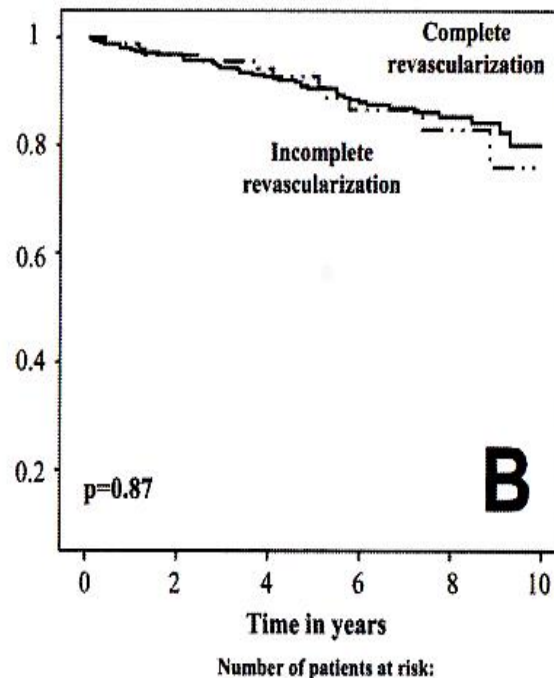 1
Complete
revascularization
0.8
Incomplete
revascularization
0.6
0.4
0.2
p=0.87
B
0 2 4 6 8 10
Time in years
Number of patients at risk: